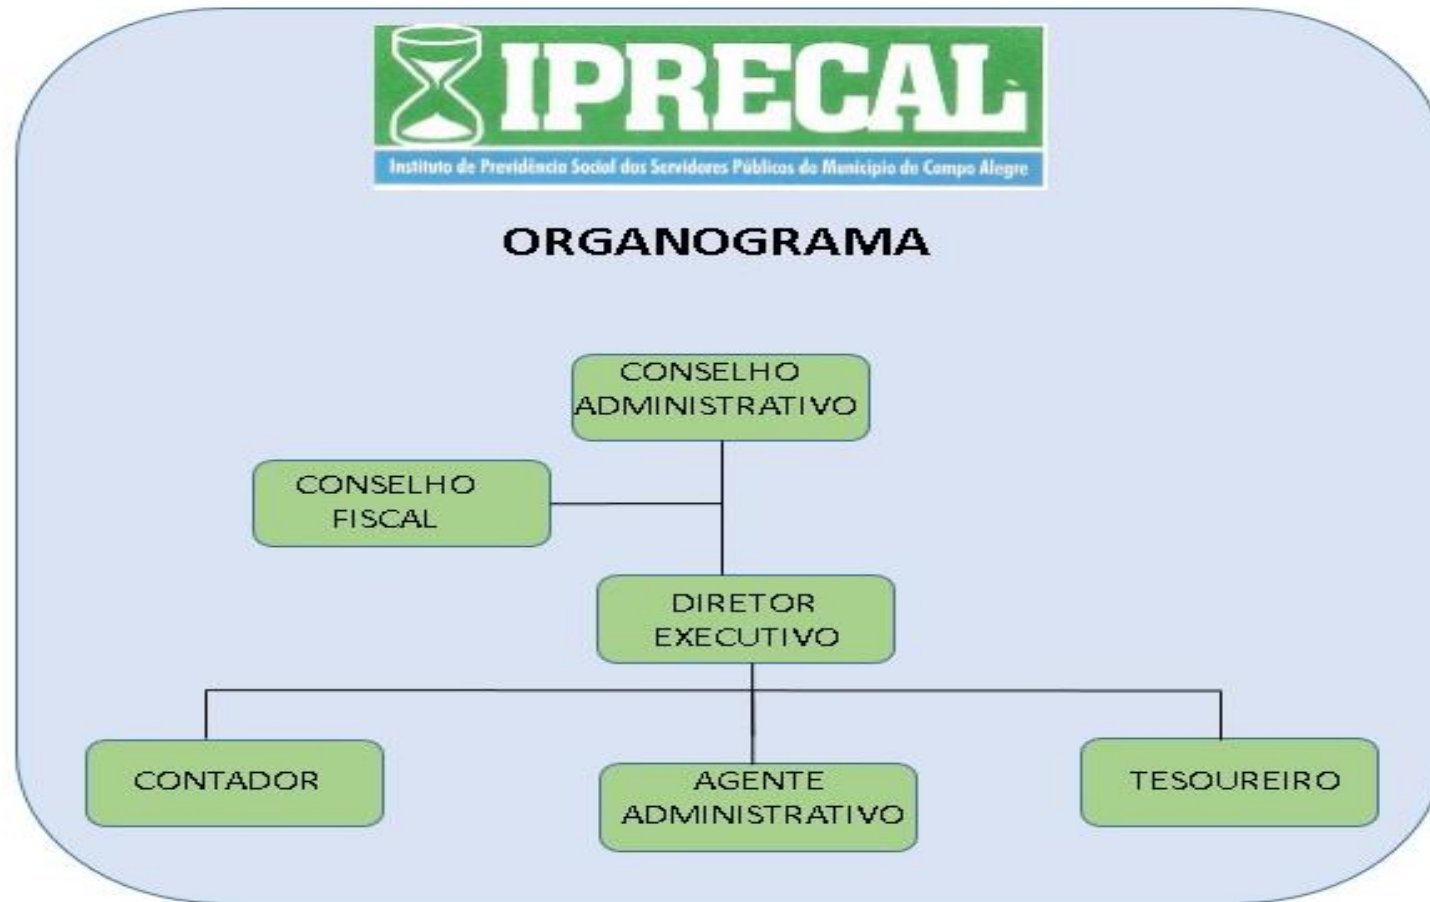 IPRECAL
Instituto de Previdência Social dos Servidores Públicos do Município de Campo Alegre
ORGANOGRAMA
CONSELHO
ADMINISTRATIVO
CONSELHO
FISCAL
DIRETOR
EXECUTIVO
CONTADOR
AGENTE
ADMINISTRATIVO
TESOUREIRO